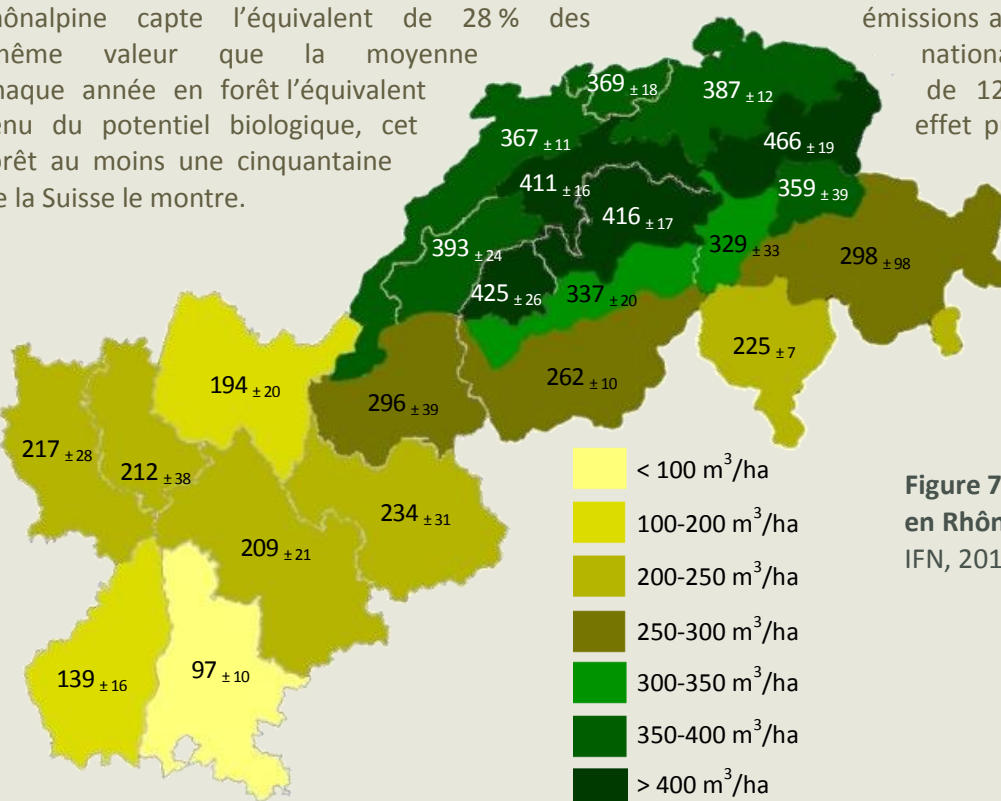 hônalpine capte l'équivalent de 28 % des
même valeur que la moyenne
haque année en forêt l'équivalent
enu du potentiel biologique, cet
orêt au moins une cinquantaine
e la Suisse le montre.
émissions a
nationa
de 12
effet p
369 ± 18
387 ± 12
367 ± 11
466 ± 19
411 ± 16
359 ± 39
416 ± 17
393 ± 24
329 ± 33
298 ± 98
425 ± 26
337 ± 20
225 ± 7
194 ± 20
296 ± 39
262 ± 10
217 ± 28
212 ± 38
234 ± 31
209 ± 21
139 ± 16
97 ± 10
< 100 m³/ha
100-200 m³/ha
200-250 m³/ha
250-300 m³/ha
300-350 m³/ha
350-400 m³/ha
> 400 m³/ha
Figure 7
en Rhôn
IFN, 201